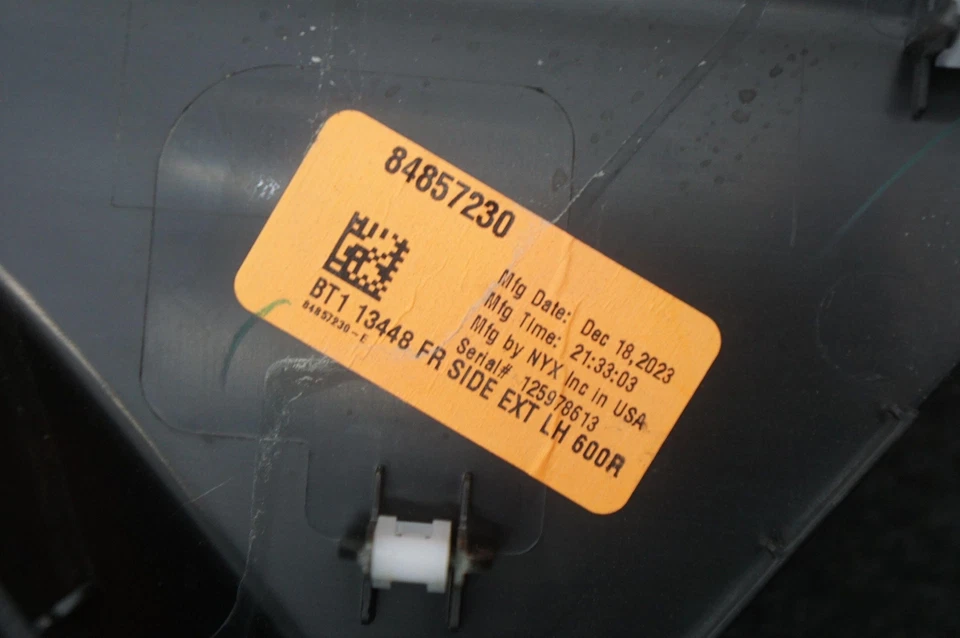 84857230
Mfg Date: Dec 18,2023
Mfg Time: 21:33:03
Mfg by NYX Inc in USA
Serial# 125978613
BT1 13448 FR SIDE EXT LH 600R
84857230-E